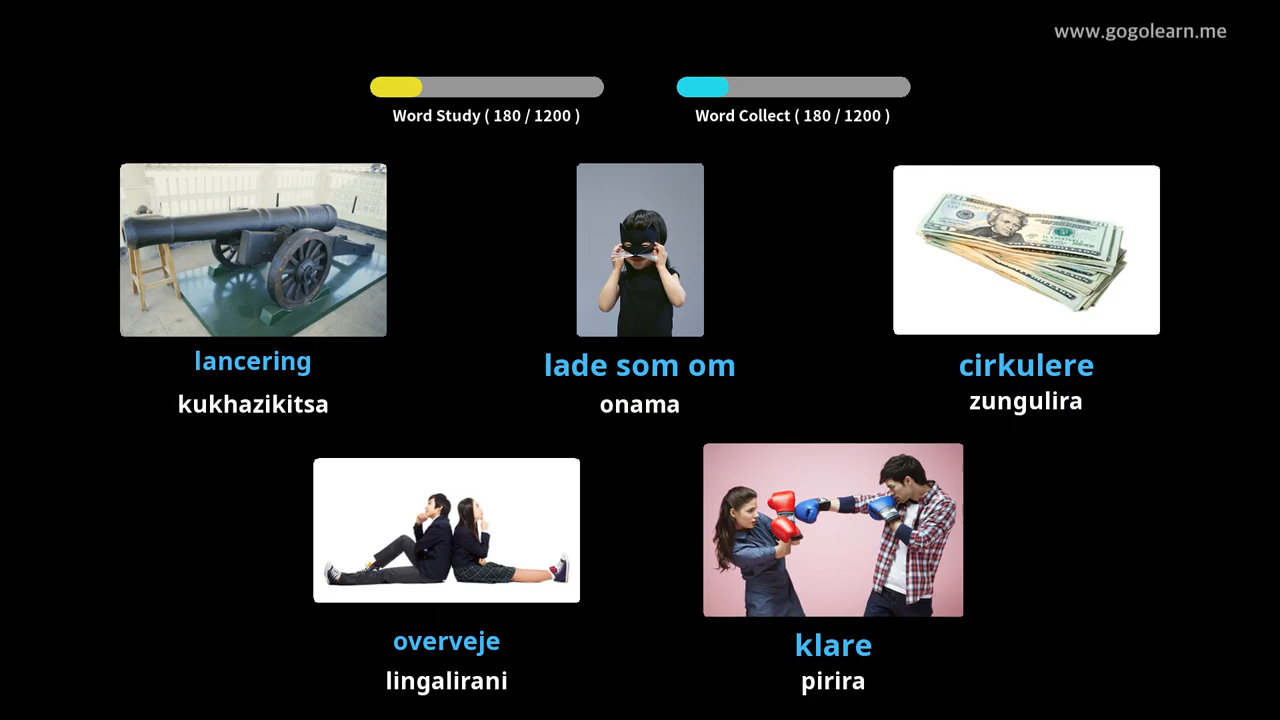 www.gogolearn.me
Word Study ( 180 / 1200 )
Word Collect ( 180 / 1200 )
lancering
kukhazikitsa
lade som om
onama
cirkulere
zungulira
overveje
lingalirani
klare
pirira